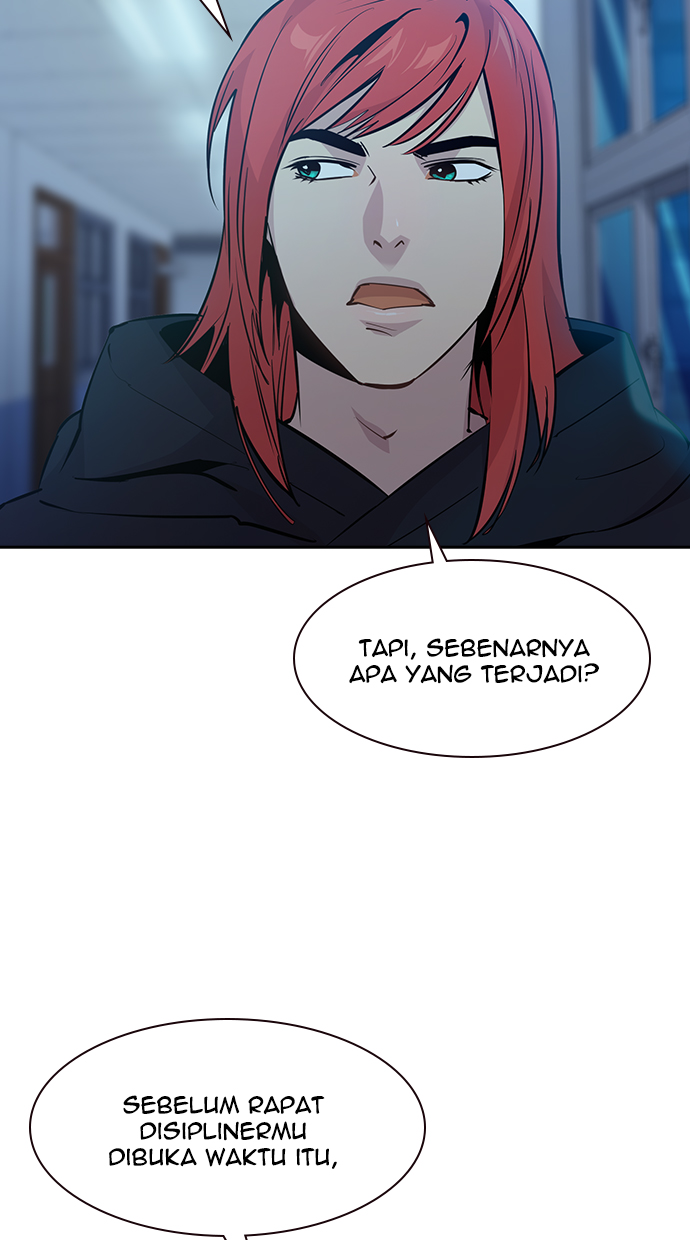 TAPI, SEBENARNYA
APA YANG TERJADI?
SEBELUM RAPAT
DISIPLINERMU
DIBUKA WAKTU ITU,